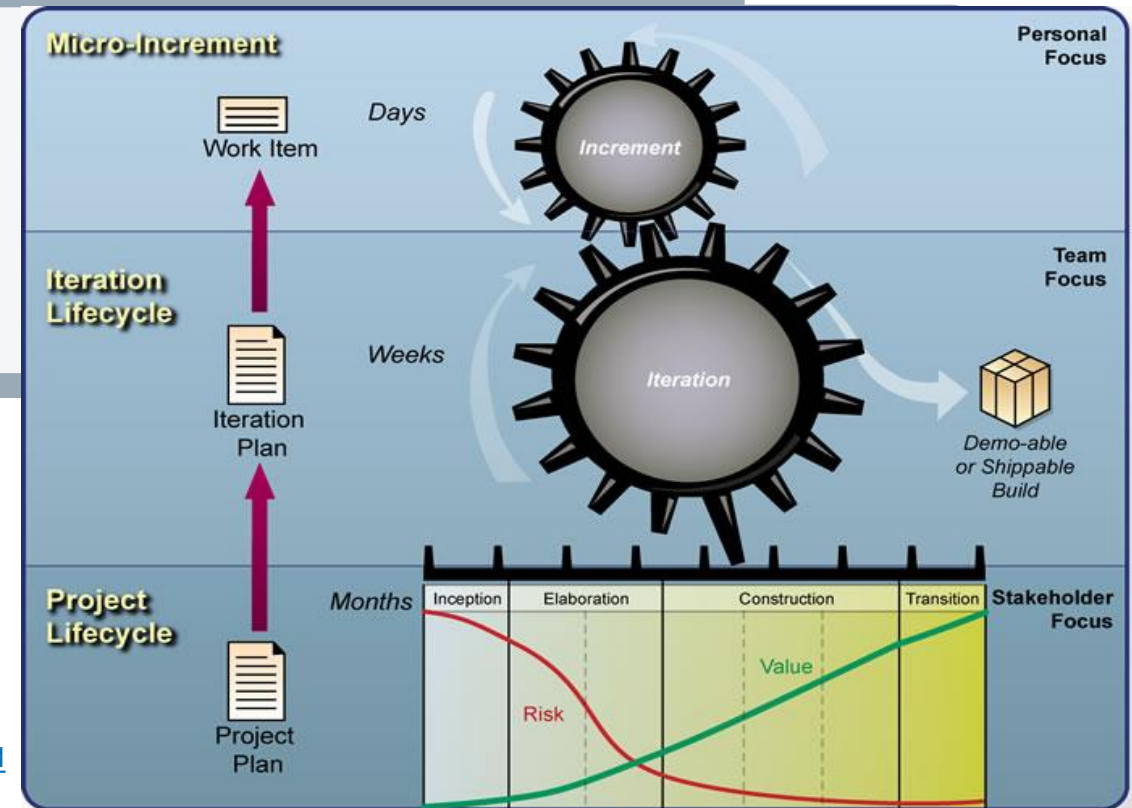 Micro-Increment
Personal
Focus
Days
Work Item
Increment
Team
Focus
Iteration
Lifecycle
Weeks
Iteration
Iteration
Plan
Demo-able
or Shippable
Build
Project
Lifecycle
Months
Inception
Elaboration
Construction
Transition
Stakeholder
Focus
Value
Risk
Project
Plan